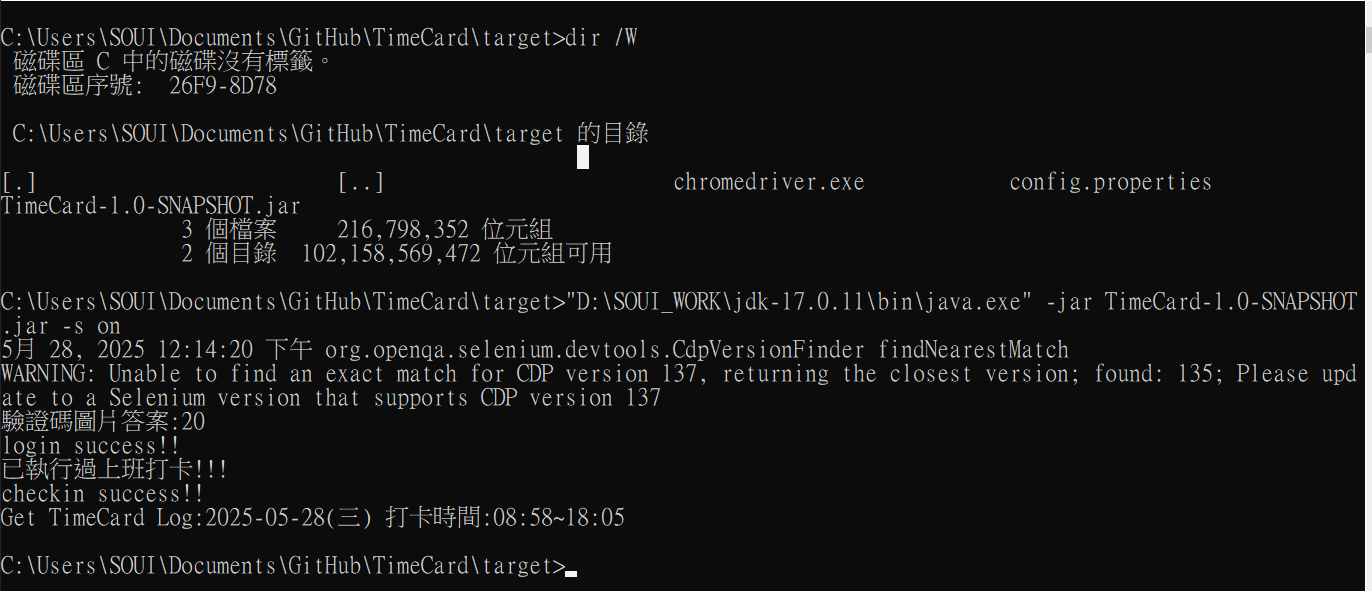 C:\Users\SOUI\Documents\GitHub\TimeCard\target>dir /W
磁碟區 C 中的磁碟沒有標籤。
磁碟區序號:  26F9-8D78
C:\Users\SOUI\Documents\GitHub\TimeCard\target 的目錄
[.] [..] chromedriver.exe config.properties
TimeCard-1.0-SNAPSHOT.jar
3 個檔案 216,798,352 位元組
2 個目錄 102,158,569,472 位元組可用
C:\Users\SOUI\Documents\GitHub\TimeCard\target>"D:\SOUI_WORK\jdk-17.0.11\bin\java.exe" -jar TimeCard-1.0-SNAPSHOT
.jar -s on
5月 28, 2025 12:14:20 下午 org.openqa.selenium.devtools.CdpVersionFinder findNearestMatch
WARNING: Unable to find an exact match for CDP version 137, returning the closest version; found: 135; Please upd
ate to a Selenium version that supports CDP version 137
驗證碼圖片答案:20
login success!!
已執行過上班打卡!!!
checkin success!!
Get TimeCard Log:2025-05-28(三) 打卡時間:08:58~18:05
C:\Users\SOUI\Documents\GitHub\TimeCard\target>